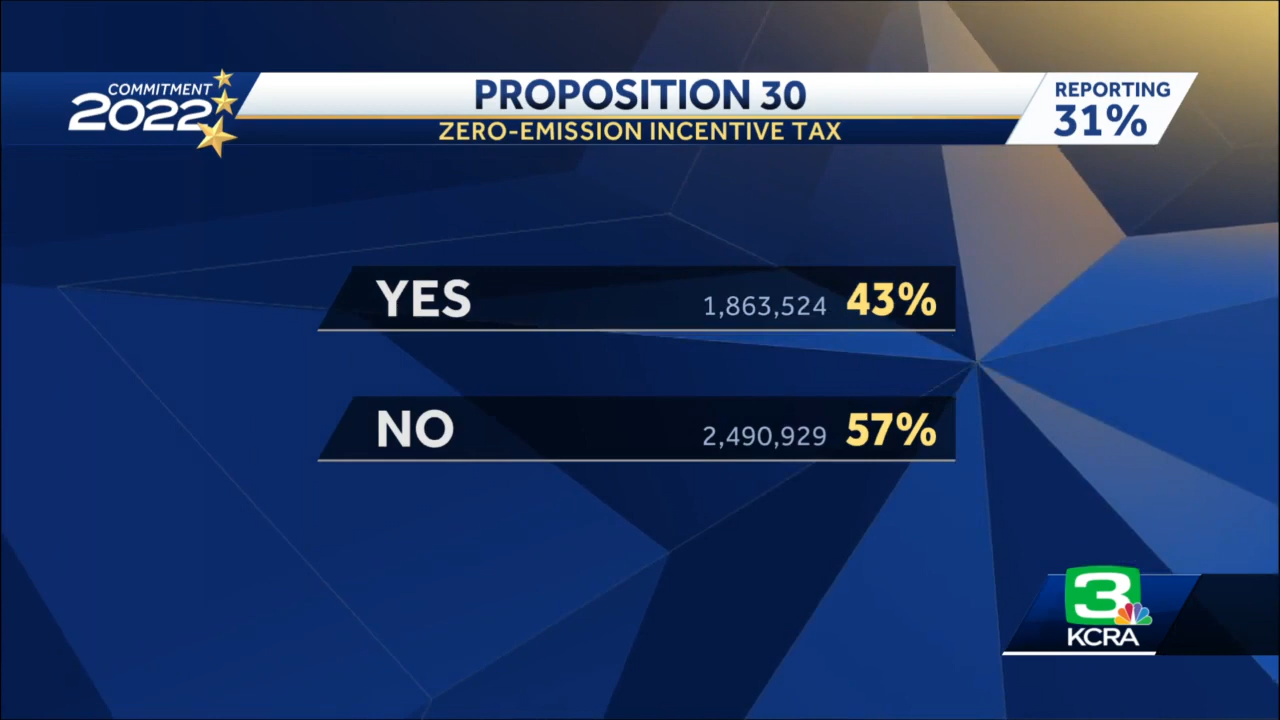 COMMITMENT
2022
PROPOSITION 30
ZERO-EMISSION INCENTIVE TAX
REPORTING
31%
YES 1,863,524 43%
NO 2,490,929 57%
3
KCRA